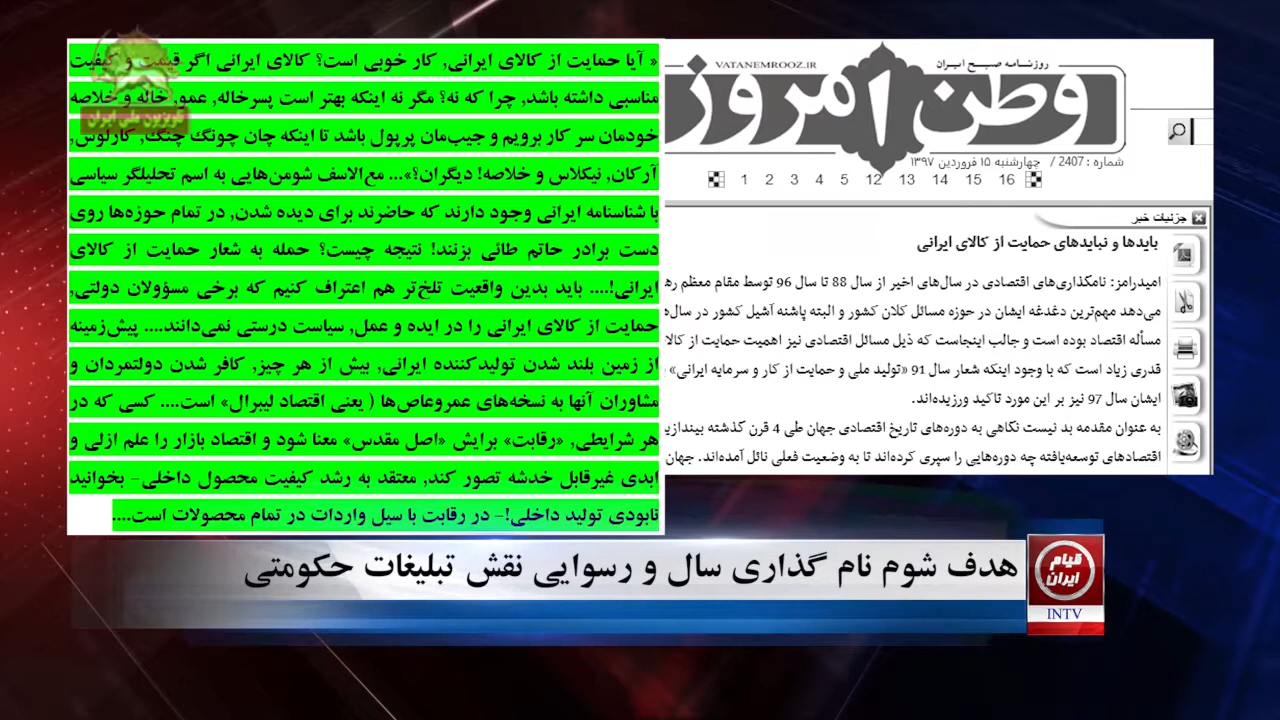 « آیا حمایت از کالای ایرانی, کار خوبی است؟ کالای ایرانی اگر قیمت و کیفیت
مناسبی داشته باشد, چرا که نه؟ مگر نه اینکه بهتر است پسرخاله, عمو, خاله و خلاصه
خودمان سر کار برویم و جیب‌مان پرپول باشد تا اینکه چان چونگ چنگ, کارلوس,
آرکان, نیکلاس و خلاصه! دیگران؟»... مع‌الاسف شومن‌هایی به اسم تحلیلگر سیاسی
با شناسنامه ایرانی وجود دارند که حاضرند برای دیده شدن, در تمام حوزه‌ها روی
دست برادر حاتم طائی بزنند! نتیجه چیست؟ حمله به شعار حمایت از کالای
ایرانی!.... باید بدین واقعیت تلخ‌تر هم اعتراف کنیم که برخی مسؤولان دولتی,
حمایت از کالای ایرانی را در ایده و عمل, سیاست درستی نمی‌دانند.... پیش‌زمینه
از زمین بلند شدن تولیدکننده ایرانی, بیش از هر چیز, کافر شدن دولتمردان و
مشاوران آنها به نسخه‌های عمروعاص‌ها ( یعنی اقتصاد لیبرال» است.... کسی که در
هر شرایطی, «رقابت» برایش «اصل مقدس» معنا شود و اقتصاد بازار را علم ازلی و
ابدی غیرقابل خدشه تصور کند, معتقد به رشد کیفیت محصول داخلی- بخوانید
نابودی تولید داخلی!- در رقابت با سیل واردات در تمام محصولات است....
تلویزیون ملی ایران
روزنامه صبح ایران
VATANEMROOZ.IR
وطن امروز
شماره : 2407 / چهارشنبه ۱۵ فروردین ۱۳۹۷
1 2 3 4 5 12 13 14 15 16
جزئیات خبر
بایدها و نبایدهای حمایت از کالای ایرانی
امیدرامز: نامگذاری‌های اقتصادی در سال‌های اخیر از سال 88 تا سال 96 توسط مقام معظم
می‌دهد مهم‌ترین دغدغه ایشان در حوزه مسائل کلان کشور و البته پاشنه آشیل کشور در
مسأله اقتصاد بوده است و جالب اینجاست که ذیل مسائل اقتصادی نیز اهمیت حمایت از کالا
قدری زیاد است که با وجود اینکه شعار سال 91 «تولید ملی و حمایت از کار و سرمایه ایرانی»
ایشان سال 97 نیز بر این مورد تاکید ورزیده‌اند.
به عنوان مقدمه بد نیست نگاهی به دوره‌های تاریخ اقتصادی جهان طی 4 قرن گذشته بیندازیم
اقتصادهای توسعه‌یافته چه دوره‌هایی را سپری کرده‌اند تا به وضعیت فعلی نائل آمده‌اند. جهان
هدف شوم نام گذاری سال و رسوایی نقش تبلیغات حکومتی
قیام
ایران
INTV